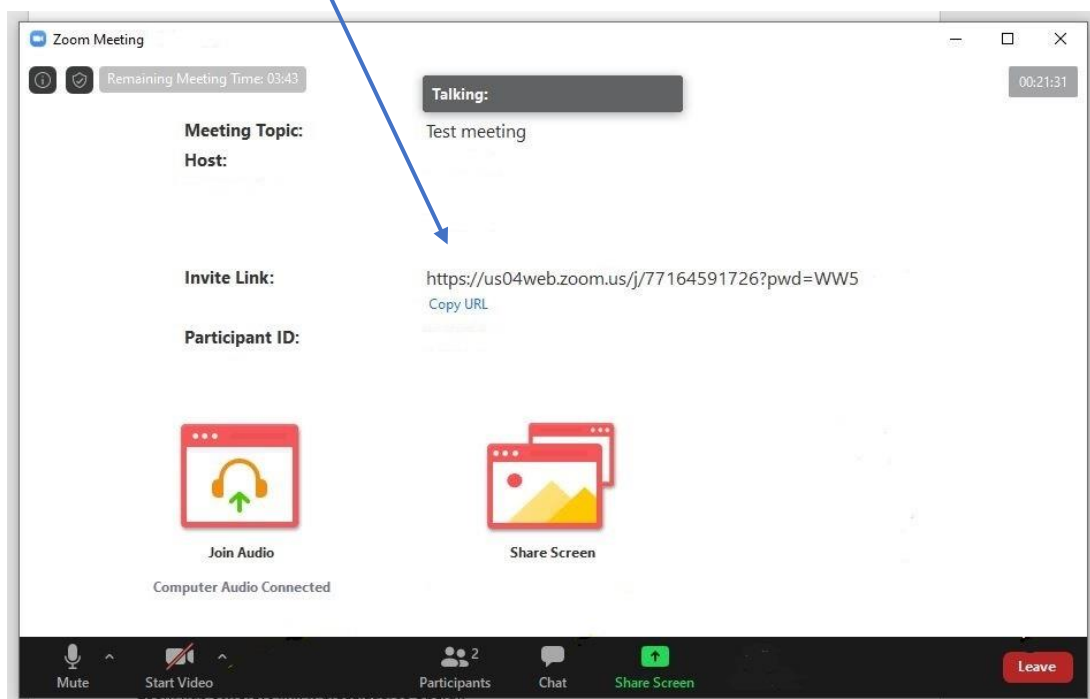 Zoom Meeting
Remaining Meeting Time: 03:43
00:21:31
Talking:
Meeting Topic: Test meeting
Host:
Invite Link: https://us04web.zoom.us/j/77164591726?pwd=WW5
Copy URL
Participant ID:
Join Audio Share Screen
Computer Audio Connected
2
Mute Start Video Participants Chat Share Screen Leave